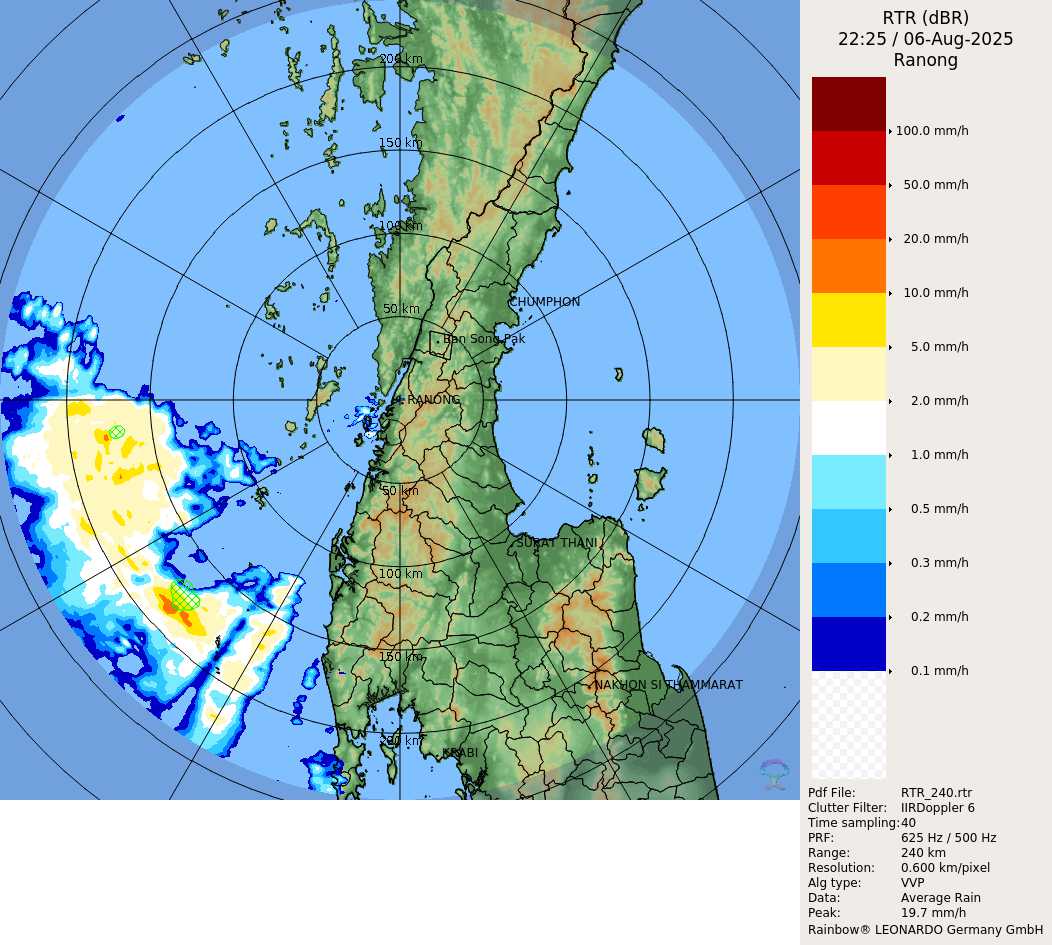 RTR (dBR)
22:25 / 06-Aug-2025
Ranong
100.0 mm/h
50.0 mm/h
20.0 mm/h
10.0 mm/h
5.0 mm/h
2.0 mm/h
1.0 mm/h
0.5 mm/h
0.3 mm/h
0.2 mm/h
0.1 mm/h
Pdf File: RTR_240.rtr
Clutter Filter: IIRDoppler 6
Time sampling: 40
PRF: 625 Hz / 500 Hz
Range: 240 km
Resolution: 0.600 km/pixel
Alg type: VVP
Data: Average Rain
Peak: 19.7 mm/h
Rainbow® LEONARDO Germany GmbH
200 km
150 km
100 km
CHUMPHON
50 km
Ban Song Pak
RANONG
50 km
SURAT THANI
100 km
150 km
NAKHON SI THAMMARAT
200 km
KRABI